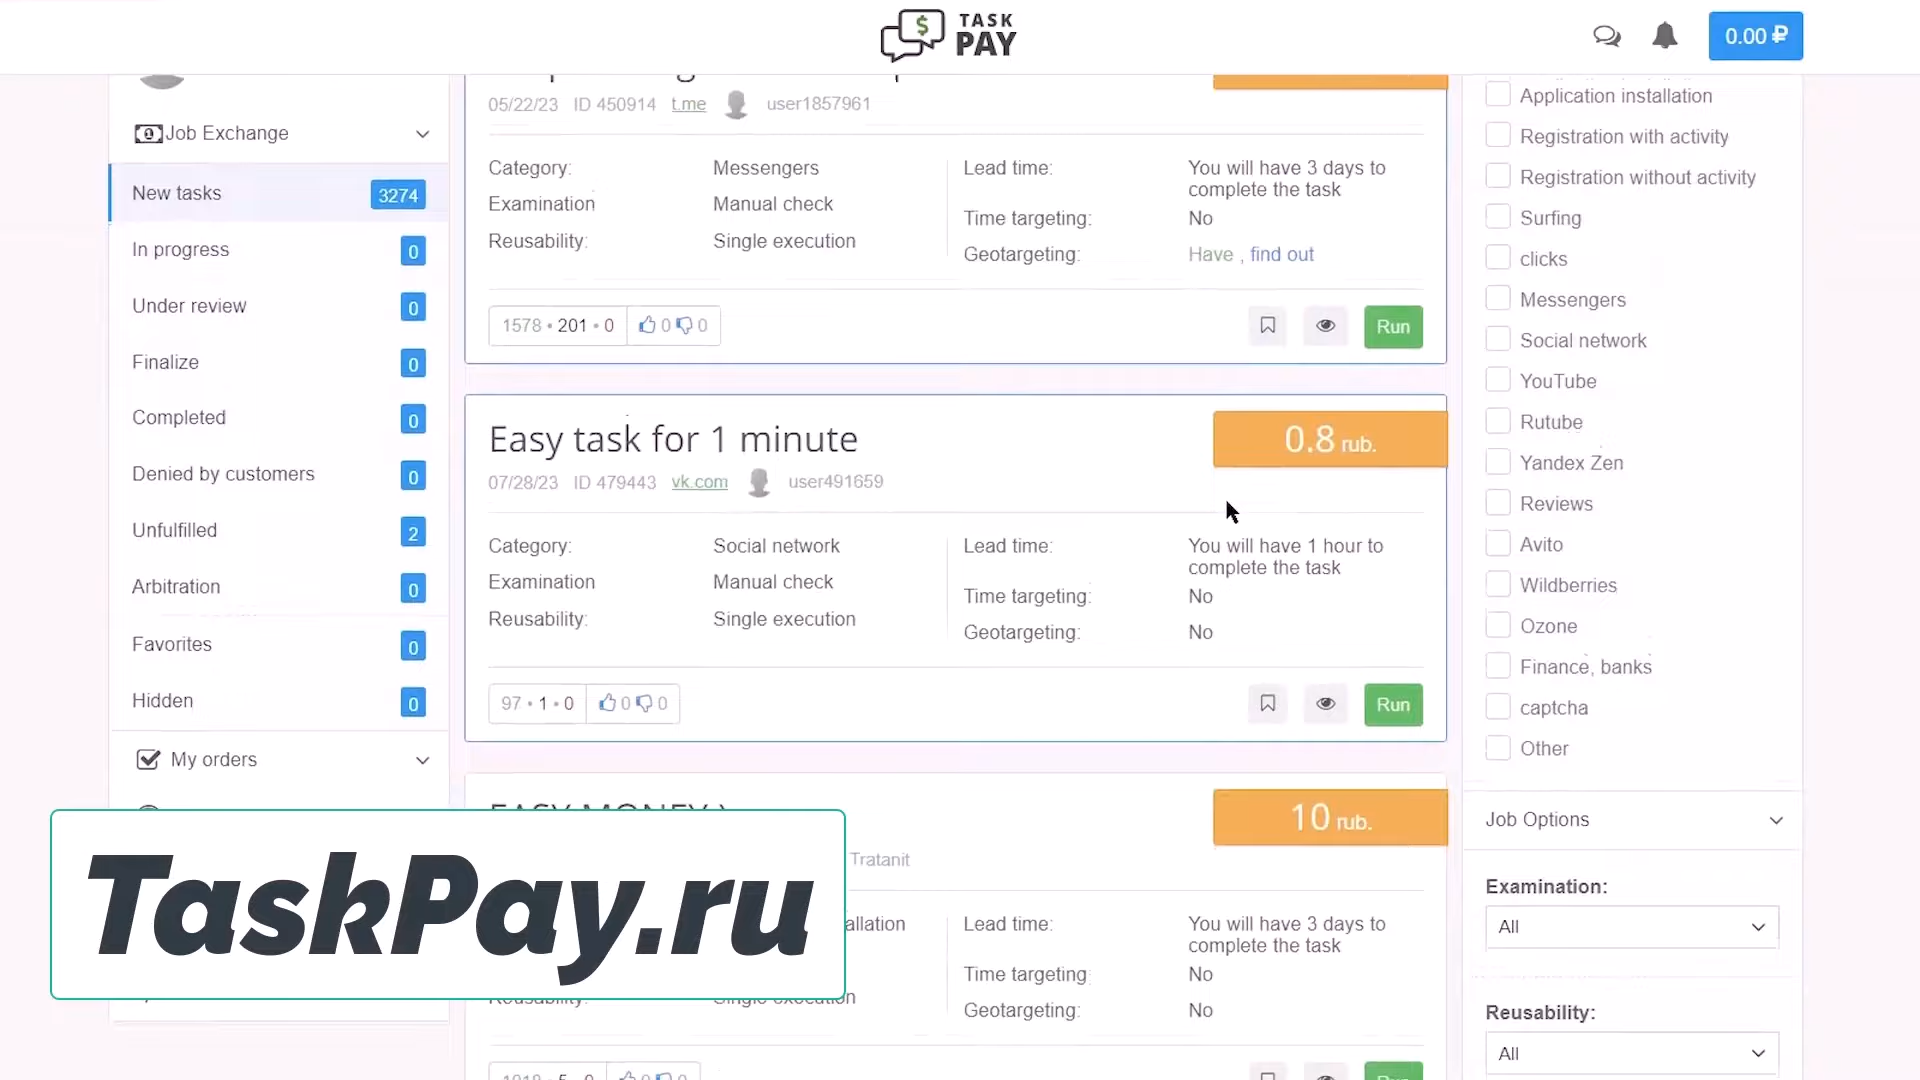 TASK
PAY
0.00 ₽
Job Exchange
New tasks 3274
In progress 0
Under review 0
Finalize 0
Completed 0
Denied by customers 0
Unfulfilled 2
Arbitration 0
Favorites 0
Hidden 0
My orders
05/22/23 ID 450914 t.me user1857961
Category: Messengers
Examination Manual check
Reusability: Single execution
Lead time: You will have 3 days to
complete the task
Time targeting: No
Geotargeting: Have , find out
1578 • 201 • 0 0 0
Run
Easy task for 1 minute
0.8 rub.
07/28/23 ID 479443 vk.com user491659
Category: Social network
Examination Manual check
Reusability: Single execution
Lead time: You will have 1 hour to
complete the task
Time targeting: No
Geotargeting: No
97 • 1 • 0 0 0
Run
EASY MONEY )
10 rub.
Tratanit
allation
Reusability: Single execution
Lead time: You will have 3 days to
complete the task
Time targeting No
Geotargeting: No
Application installation
Registration with activity
Registration without activity
Surfing
clicks
Messengers
Social network
YouTube
Rutube
Yandex Zen
Reviews
Avito
Wildberries
Ozone
Finance, banks
captcha
Other
Job Options
Examination:
All
Reusability:
All
TaskPay.ru